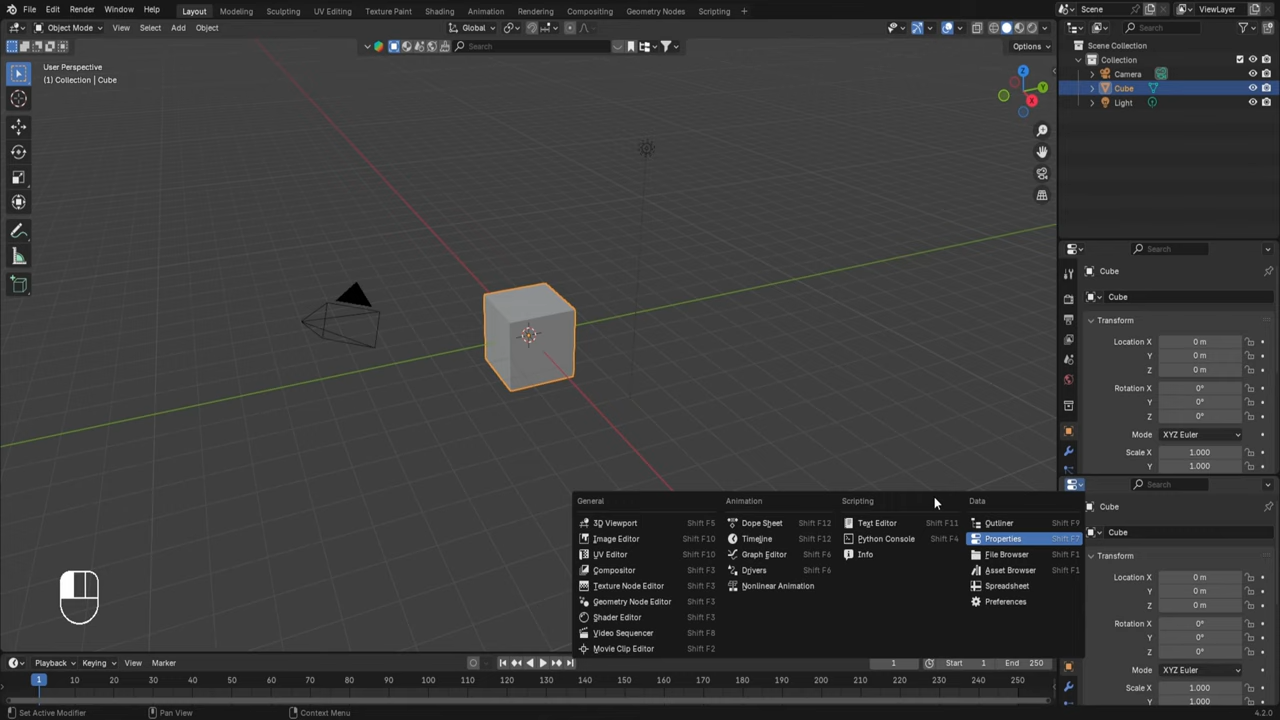 File Edit Render Window Help Layout Modeling Sculpting UV Editing Texture Paint Shading Animation Rendering Compositing Geometry Nodes Scripting + Scene ViewLayer
Object Mode View Select Add Object Global Search
Search Options
User Perspective
(1) Collection | Cube
Z
Y
X
Scene Collection
Collection
Camera
Cube
Light
Search
Cube
Cube
Transform
Location X 0 m
Y 0 m
Z 0 m
Rotation X 0°
Y 0°
Z 0°
Mode XYZ Euler
Scale X 1.000
Y 1.000
Search
Cube
Cube
Transform
Location X 0 m
Y 0 m
Z 0 m
Rotation X 0°
Y 0°
Z 0°
Mode XYZ Euler
Scale X 1.000
Y 1.000
General
3D Viewport Shift F5
Image Editor Shift F10
UV Editor Shift F10
Compositor Shift F3
Texture Node Editor Shift F3
Geometry Node Editor Shift F3
Shader Editor Shift F3
Video Sequencer Shift F8
Movie Clip Editor Shift F2
Animation
Dope Sheet Shift F12
Timeline Shift F12
Graph Editor Shift F6
Drivers Shift F6
Nonlinear Animation
Scripting
Text Editor Shift F11
Python Console Shift F4
Info
Data
Outliner Shift F9
Properties Shift F7
File Browser Shift F1
Asset Browser Shift F1
Spreadsheet
Preferences
Playback Keying View Marker 1 Start 1 End 250
1 10 20 30 40 50 60 70 80 90 100 110 120 130 140 150 160 170 180 190 200 210 220 230 240 250
Set Active Modifier Pan View Context Menu 4.2.0